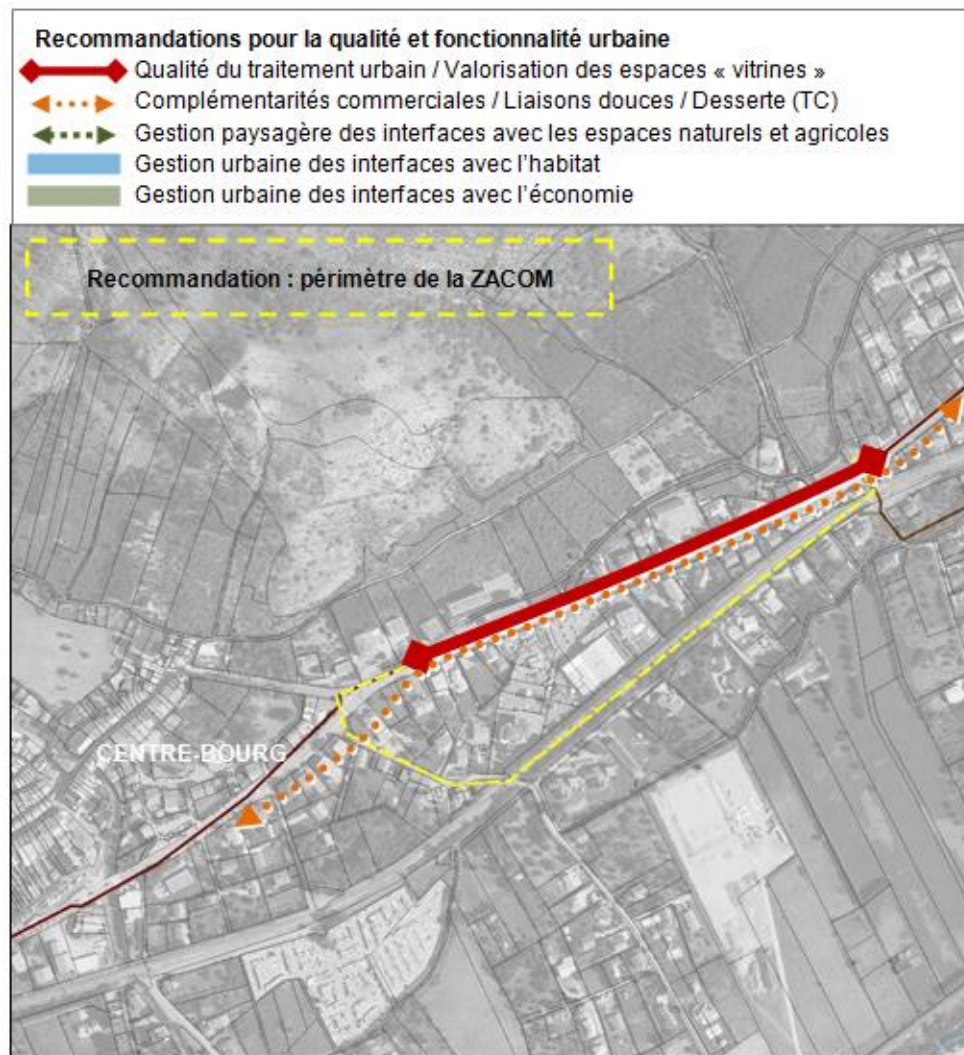 Recommandations pour la qualité et fonctionnalité urbaine
Qualité du traitement urbain / Valorisation des espaces « vitrines »
Complémentarités commerciales / Liaisons douces / Desserte (TC)
Gestion paysagère des interfaces avec les espaces naturels et agricoles
Gestion urbaine des interfaces avec l'habitat
Gestion urbaine des interfaces avec l'économie
Recommandation : périmètre de la ZACOM
CENTRE-BOURG